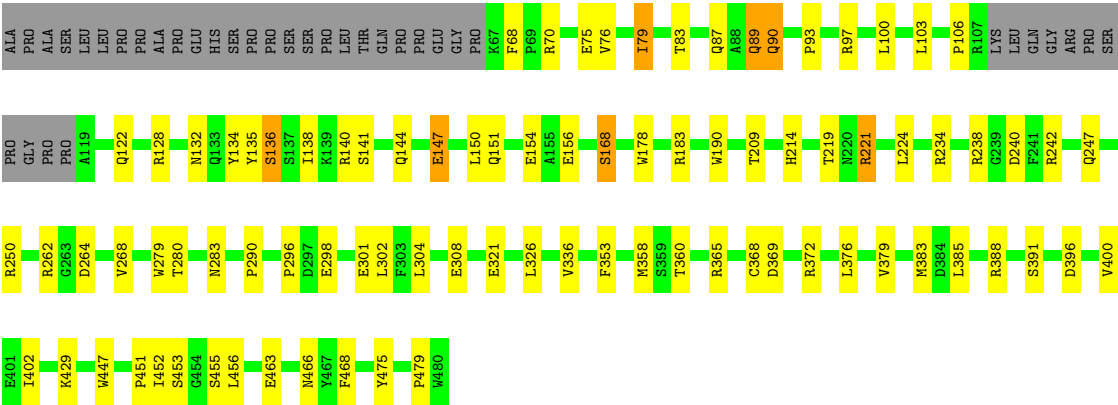 ALA PRO ALA SER LEU LEU PRO PRO ALA PRO GLU HIS SER PRO PRO SER SER PRO LEU THR GLN PRO PRO GLU GLY PRO K67 F68 P69 R70 E75 V76 I79 T83 Q87 A88 Q89 Q90 P93 R97 L100 L103 P106 R107 LYS LEU GLN GLY ARG PRO SER
PRO GLY PRO PRO A119 Q122 R128 N132 Q133 Y134 Y135 S136 S137 I138 K139 R140 S141 Q144 E147 L150 Q151 E154 A155 E156 S168 W178 R183 W190 T209 H214 T219 N220 R221 L224 R234 R238 G239 D240 F241 R242 Q247
R250 R262 G263 D264 V268 W279 T280 N283 P290 P296 D297 E298 E301 L302 F303 L304 E308 E321 L326 V336 F353 M358 S359 T360 R365 C368 D369 R372 L376 V379 M383 D384 L385 R388 S391 D396 V400
E401 I402 K429 W447 P451 I452 S453 G454 S455 L456 E463 N466 Y467 F468 Y475 P479 W480